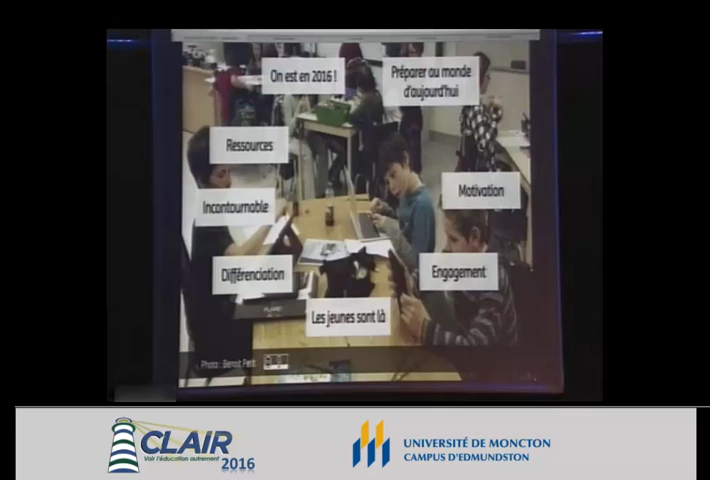 On est en 2016 !
Préparer au monde
d'aujourd'hui
Ressources
Incontournable
Motivation
Différenciation
Engagement
Les jeunes sont là
Photo: Benoit Petit
CLAIR
Voir l'éducation autrement
2016
UNIVERSITÉ DE MONCTON
CAMPUS D'EDMUNDSTON